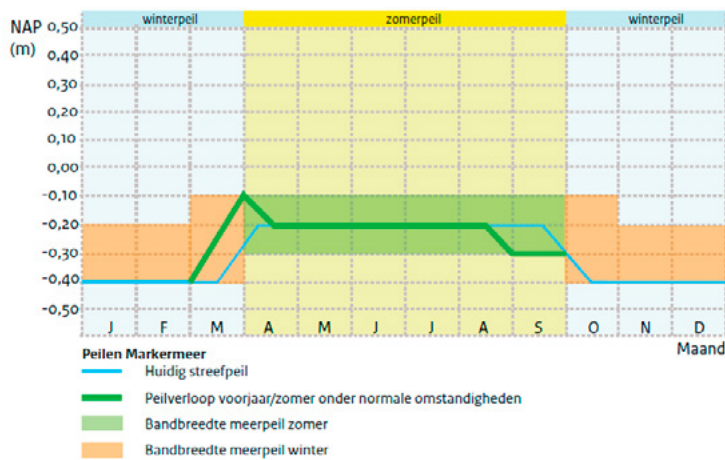 NAP
(m)
winterpeil zomerpeil winterpeil
0,50
0,40
0,30
0,20
0,10
0,00
-0,10
-0,20
-0,30
-0,40
-0,50
J F M A M J J A S O N D
Maand
Peilen Markermeer
Huidig streefpeil
Peilverloop voorjaar/zomer onder normale omstandigheden
Bandbreedte meerpeil zomer
Bandbreedte meerpeil winter